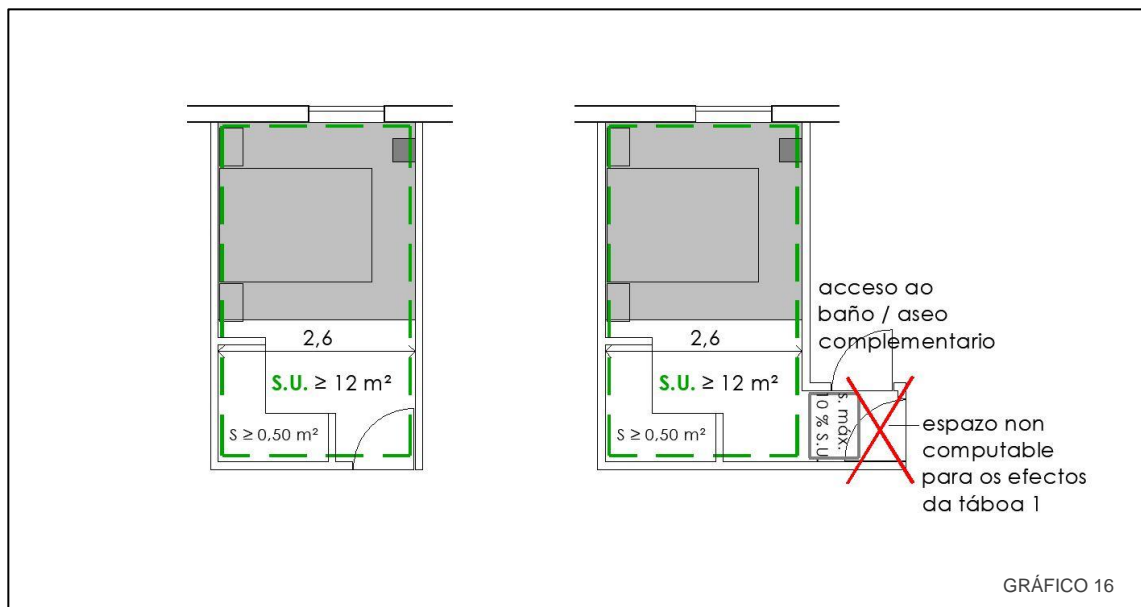 2,6
S.U. ≥ 12 m²
S ≥ 0,50 m²
acceso ao
baño / aseo
complementario
2,6
S.U. ≥ 12 m²
S ≥ 0,50 m²
s. máx.
10 % S.U
espazo non
computable
para os efectos
da táboa 1
GRÁFICO 16